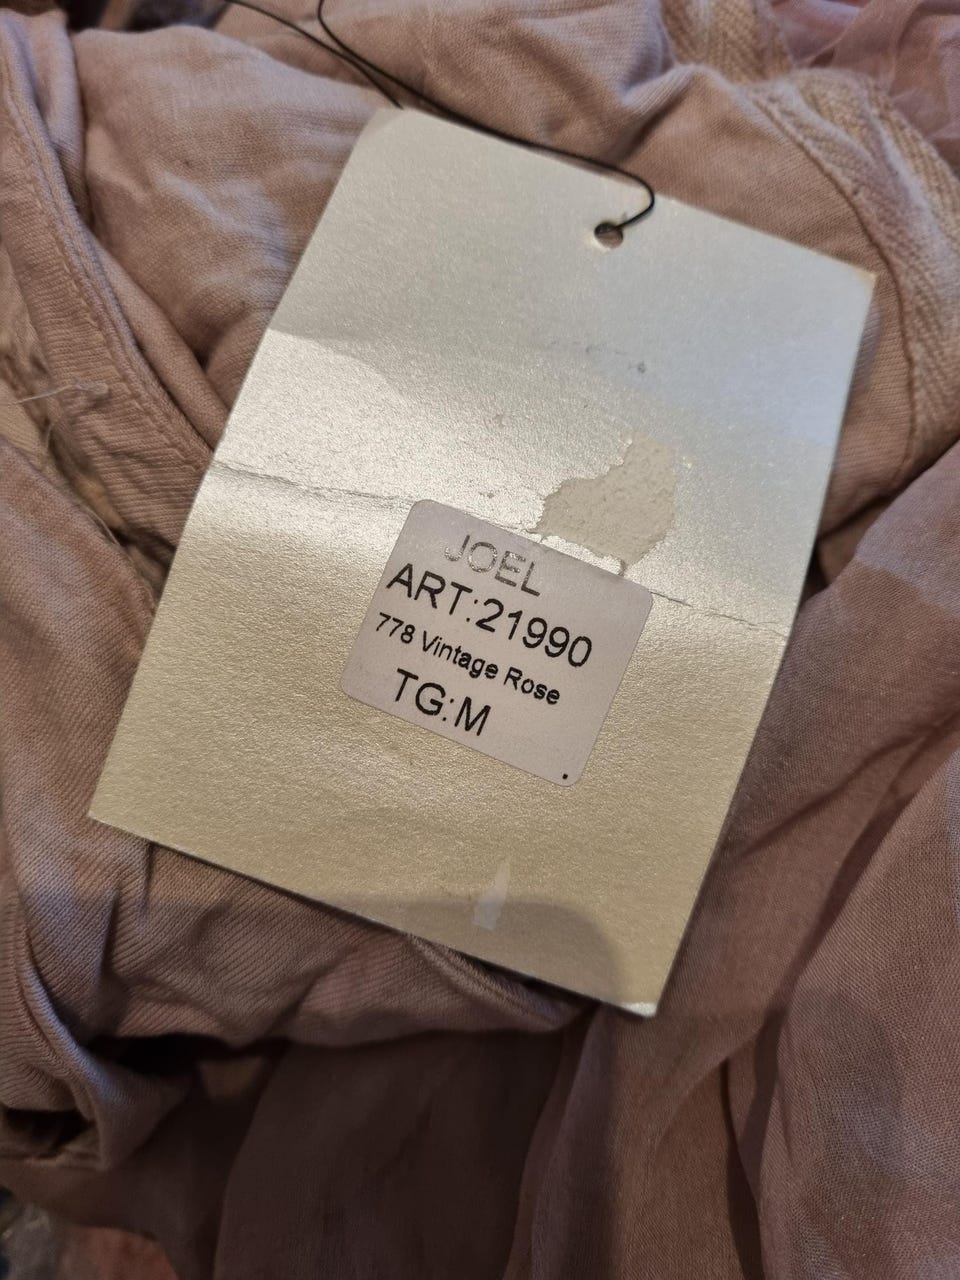 JOEL
ART:21990
778 Vintage Rose
TG:M